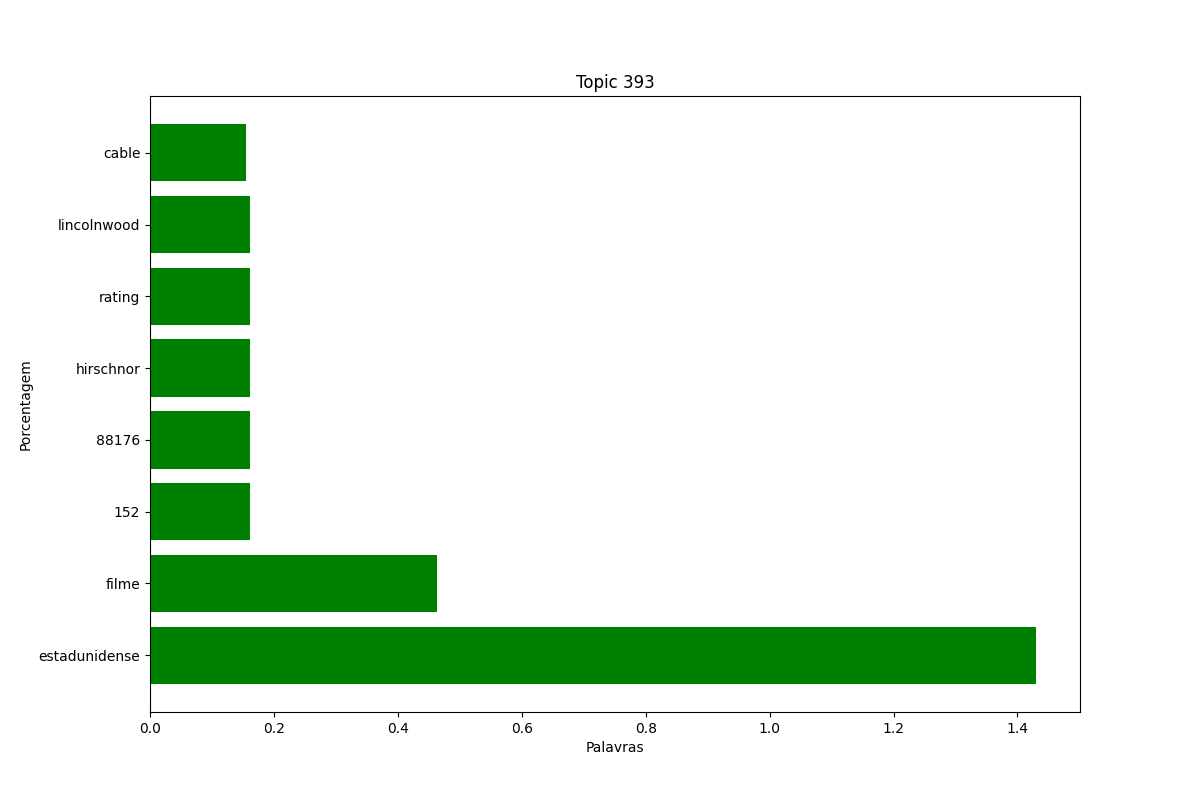 Topic 393
cable
lincolnwood
rating
hirschnor
88176
152
filme
estadunidense
Porcentagem
0.0 0.2 0.4 0.6 0.8 1.0 1.2 1.4
Palavras